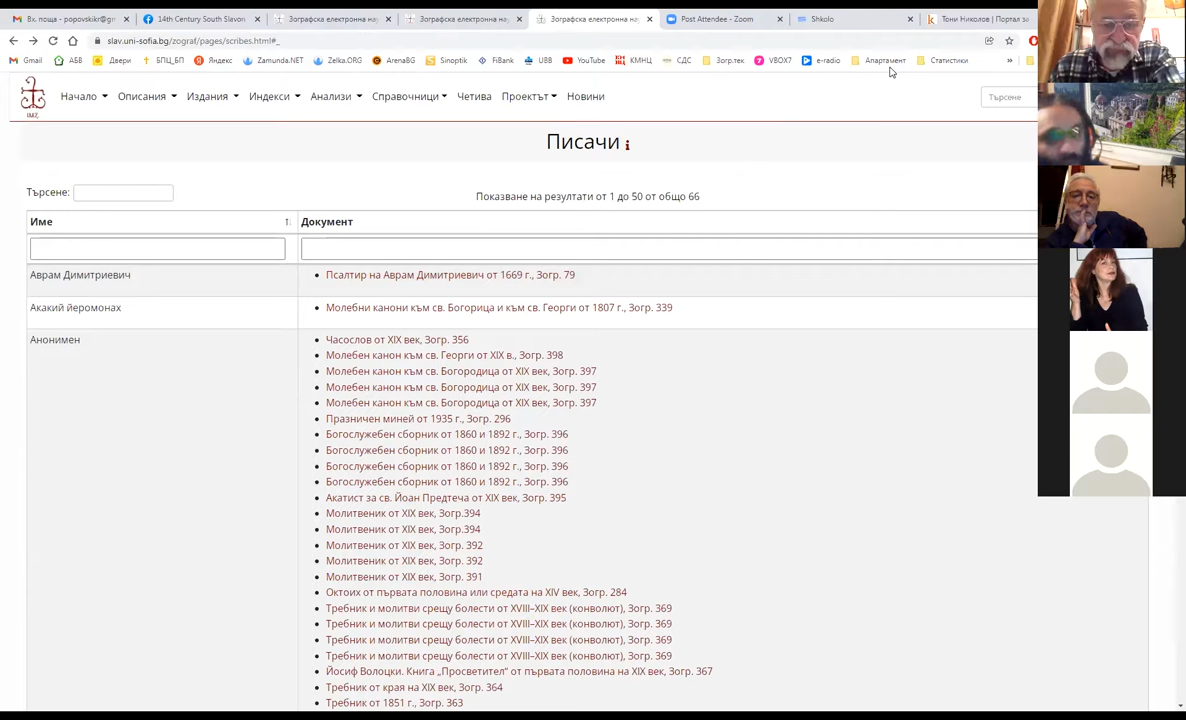 Вх. поща - popovskikr@gm
14th Century South Slavoni
Зографска електронна на
Зографска електронна на
Зографска електронна на
Post Attendee - Zoom
Shkolo
Тони Николов | Портал за
slav.uni-sofia.bg/zograf/pages/scribes.html#_
Gmail АБВ Двери БПЦ_БП Яндекс Zamunda.NET Zelka.ORG ArenaBG Sinoptik FiBank UBB YouTube КМНЦ СДС Зогр.тек VBOX7 e-radio Апартамент Статистики »
Начало Описания Издания Индекси Анализи Справочници Четива Проектът Новини Търсене
Писачи
Търсене:
Показване на резултати от 1 до 50 от общо 66
Име Документ
Аврам Димитриевич
Псалтир на Аврам Димитриевич от 1669 г., Зогр. 79
Акакий йеромонах
Молебни канони към св. Богорица и към св. Георги от 1807 г., Зогр. 339
Анонимен
Часослов от XIX век, Зогр. 356
Молебен канон към св. Георги от XIX в., Зогр. 398
Молебен канон към св. Богородица от XIX век, Зогр. 397
Молебен канон към св. Богородица от XIX век, Зогр. 397
Молебен канон към св. Богородица от XIX век, Зогр. 397
Празничен миней от 1935 г., Зогр. 296
Богослужебен сборник от 1860 и 1892 г., Зогр. 396
Богослужебен сборник от 1860 и 1892 г., Зогр. 396
Богослужебен сборник от 1860 и 1892 г., Зогр. 396
Богослужебен сборник от 1860 и 1892 г., Зогр. 396
Акатист за св. Йоан Предтеча от XIX век, Зогр. 395
Молитвеник от XIX век, Зогр.394
Молитвеник от XIX век, Зогр.394
Молитвеник от XIX век, Зогр. 392
Молитвеник от XIX век, Зогр. 392
Молитвеник от XIX век, Зогр. 391
Октоих от първата половина или средата на XIV век, Зогр. 284
Требник и молитви срещу болести от XVIII–XIX век (конволют), Зогр. 369
Требник и молитви срещу болести от XVIII–XIX век (конволют), Зогр. 369
Требник и молитви срещу болести от XVIII–XIX век (конволют), Зогр. 369
Требник и молитви срещу болести от XVIII–XIX век (конволют), Зогр. 369
Йосиф Волоцки. Книга „Просветител“ от първата половина на XIX век, Зогр. 367
Требник от края на XIX век, Зогр. 364
Требник от 1851 г., Зогр. 363